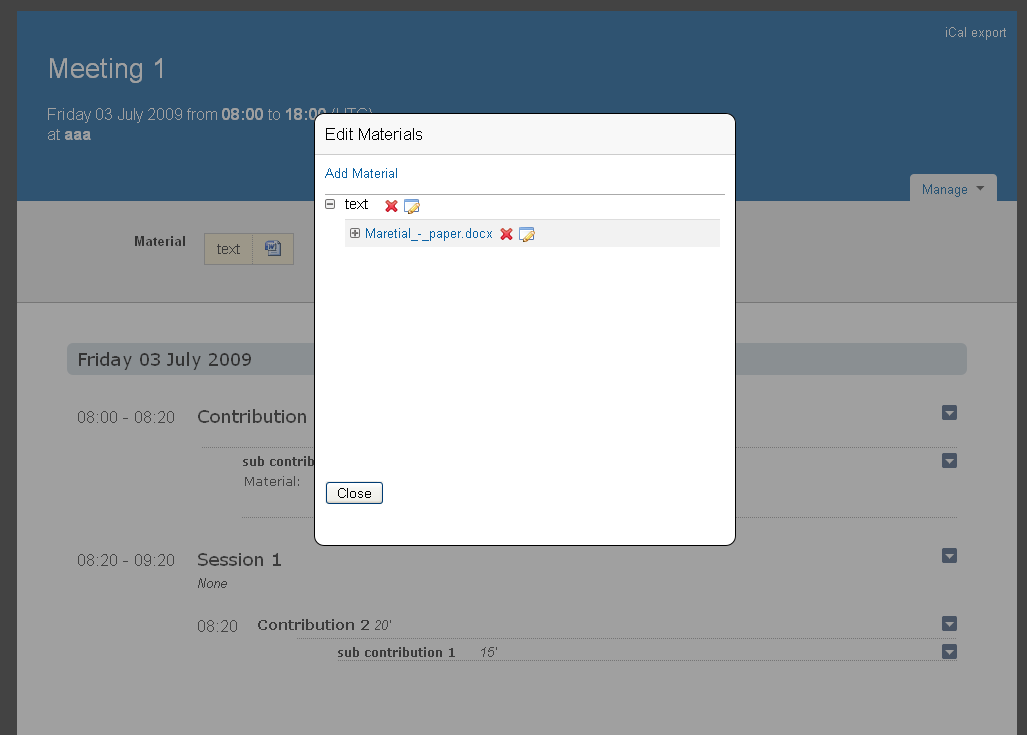 iCal export
Meeting 1
Friday 03 July 2009 from 08:00 to 18:00 (UTC)
at aaa
Manage
Edit Materials
Add Material
text
Maretial_-_paper.docx
Close
Material
text
Friday 03 July 2009
08:00 - 08:20 Contribution
sub contrib
Material:
08:20 - 09:20 Session 1
None
08:20 Contribution 2 20'
sub contribution 1 15'